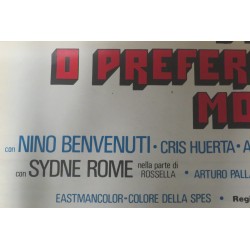 O PREFER
MO
con NINO BENVENUTI · CRIS HUERTA · A
con SYDNE ROME nella parte di ROSSELLA · ARTURO PALL
EASTMANCOLOR · COLORE DELLA SPES · Regi